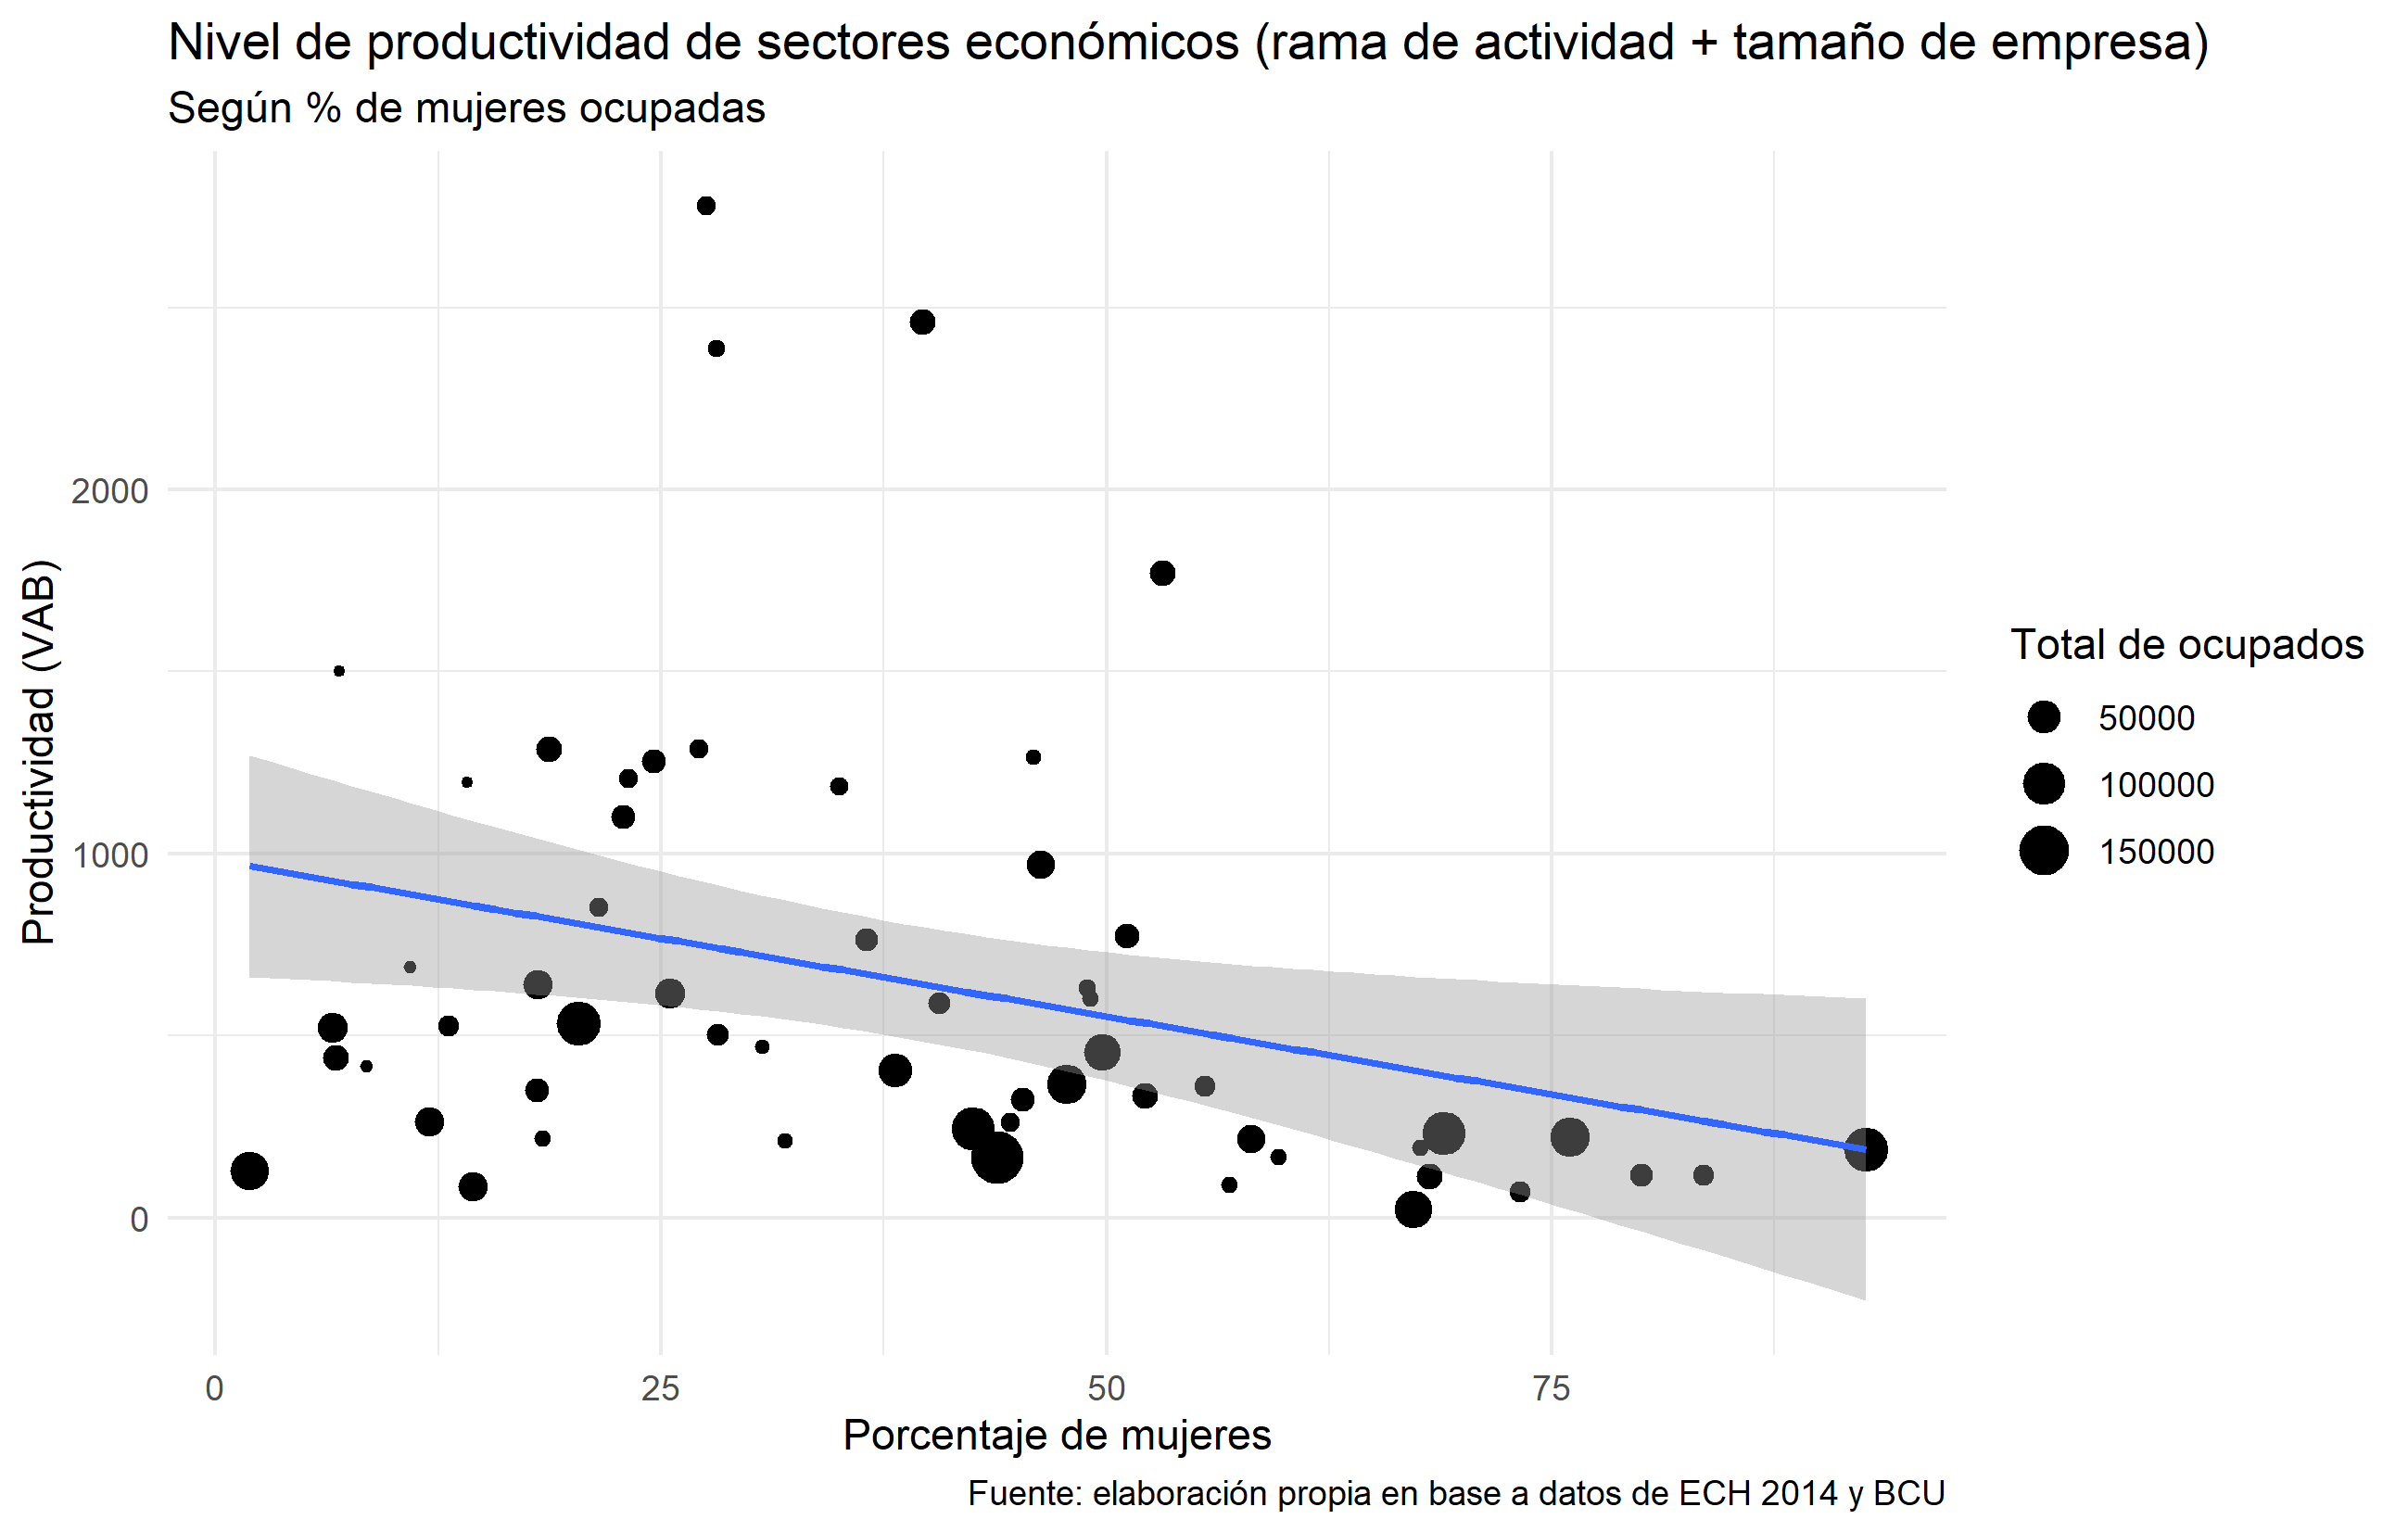 Nivel de productividad de sectores económicos (rama de actividad + tamaño de empresa)
Según % de mujeres ocupadas
Productividad (VAB)
2000
1000
0
0
25
50
75
Porcentaje de mujeres
Total de ocupados
50000
100000
150000
Fuente: elaboración propia en base a datos de ECH 2014 y BCU